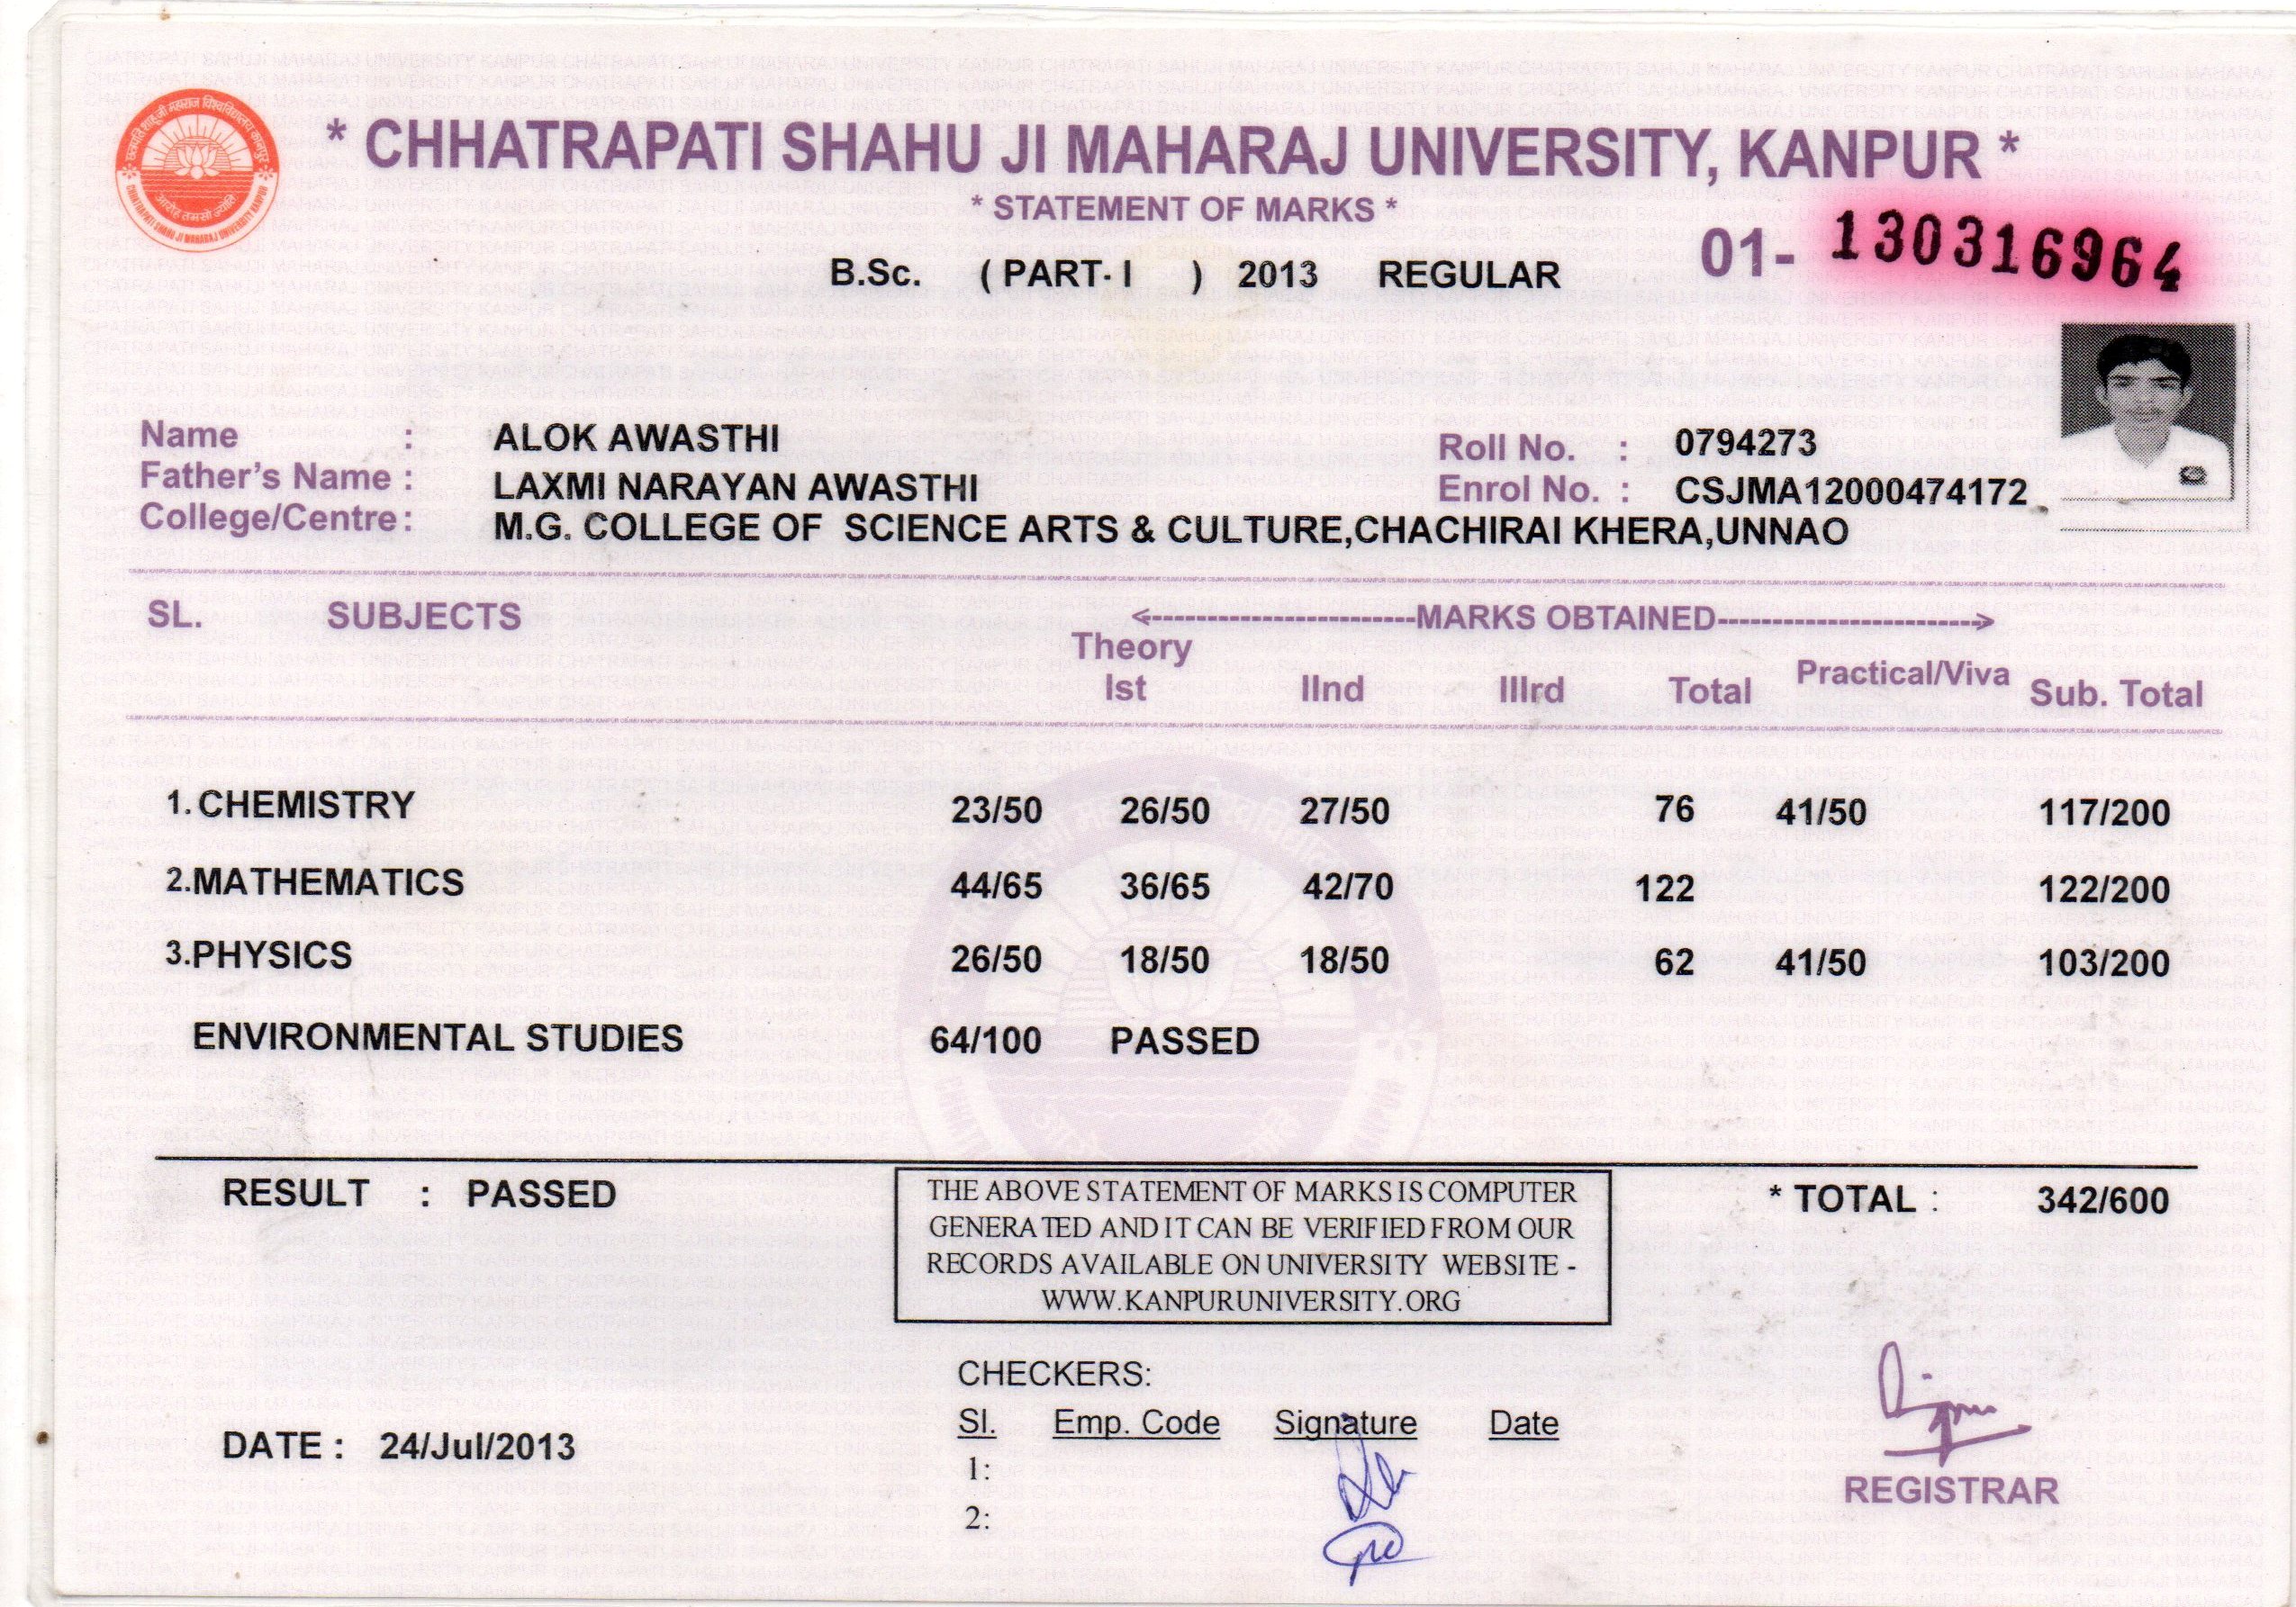 * CHHATRAPATI SHAHU JI MAHARAJ UNIVERSITY, KANPUR *
* STATEMENT OF MARKS *
01- 130316964
B.Sc. ( PART- I ) 2013 REGULAR
Name : ALOK AWASTHI Roll No. : 0794273
Father's Name : LAXMI NARAYAN AWASTHI Enrol No. : CSJMA12000474172
College/Centre: M.G. COLLEGE OF SCIENCE ARTS & CULTURE,CHACHIRAI KHERA,UNNAO
SL. SUBJECTS <-------------------------MARKS OBTAINED------------------------->
Theory
Ist IInd IIIrd Total Practical/Viva Sub. Total
1. CHEMISTRY 23/50 26/50 27/50 76 41/50 117/200
2.MATHEMATICS 44/65 36/65 42/70 122 122/200
3.PHYSICS 26/50 18/50 18/50 62 41/50 103/200
ENVIRONMENTAL STUDIES 64/100 PASSED
RESULT : PASSED
THE ABOVE STATEMENT OF MARKS IS COMPUTER
GENERATED AND IT CAN BE VERIFIED FROM OUR
RECORDS AVAILABLE ON UNIVERSITY WEBSITE -
WWW.KANPURUNIVERSITY.ORG
* TOTAL : 342/600
CHECKERS:
Sl. Emp. Code Signature Date
1:
2:
DATE : 24/Jul/2013
REGISTRAR